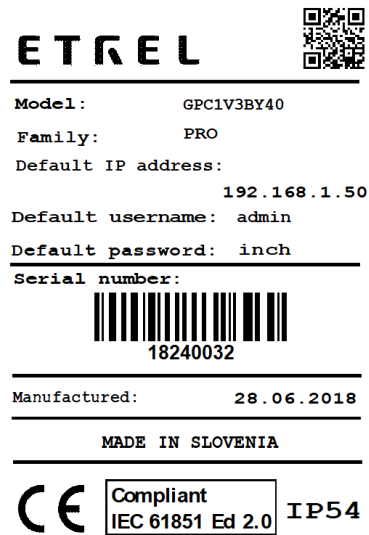 ETREL
Model: GPC1V3BY40
Family: PRO
Default IP address:
192.168.1.50
Default username: admin
Default password: inch
Serial number:
18240032
Manufactured: 28.06.2018
MADE IN SLOVENIA
CE
Compliant
IEC 61851 Ed 2.0
IP54